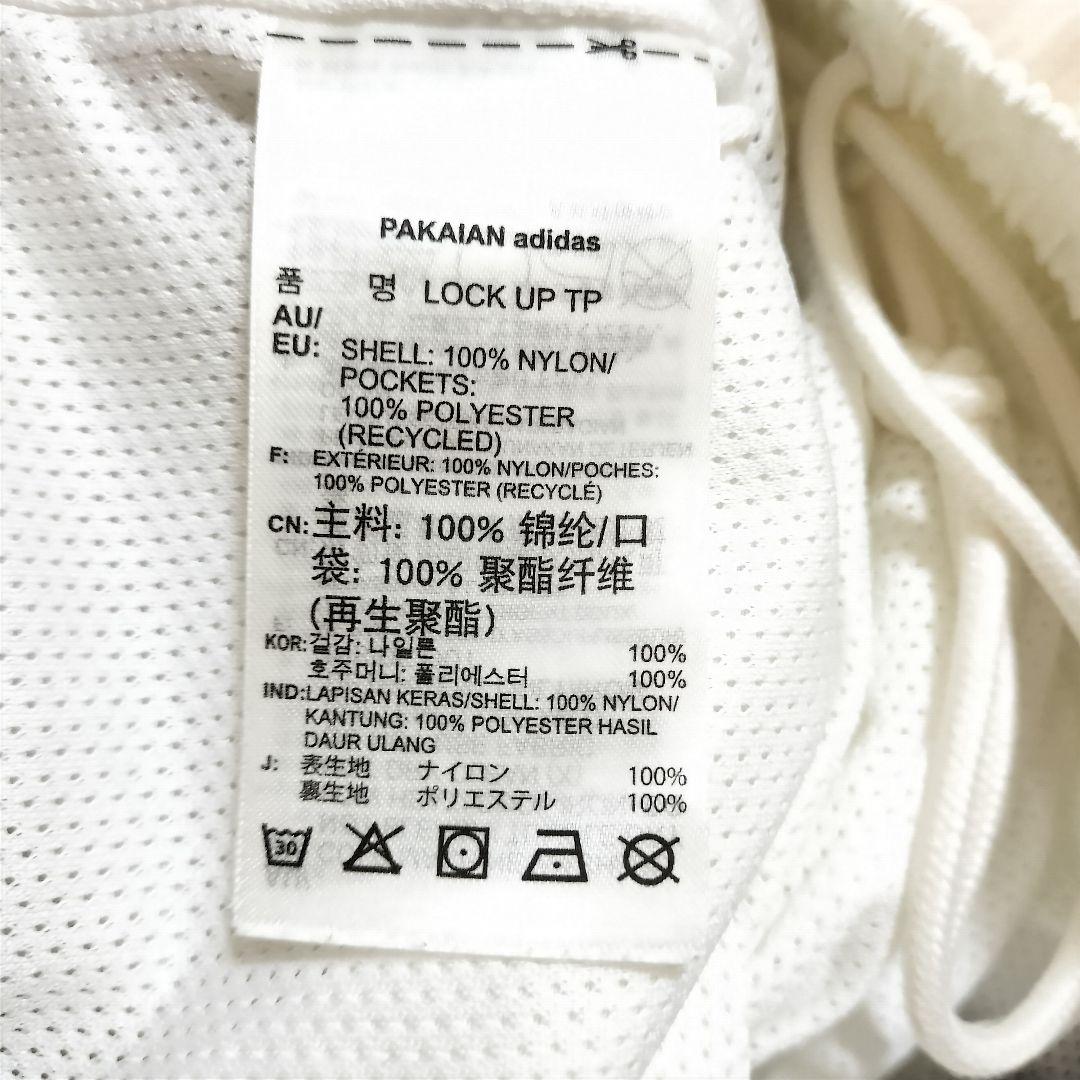 PAKAIAN adidas
품 명 LOCK UP TP
AU/
EU: SHELL: 100% NYLON/
POCKETS:
100% POLYESTER
(RECYCLED)
F: EXTÉRIEUR: 100% NYLON/POCHES:
100% POLYESTER (RECYCLÉ)
CN:主料: 100% 锦纶/口
袋: 100% 聚酯纤维
(再生聚酯)
KOR:겉감: 나일론 100%
호주머니: 폴리에스터 100%
IND:LAPISAN KERAS/SHELL: 100% NYLON/
KANTUNG: 100% POLYESTER HASIL
DAUR ULANG
J: 表生地 ナイロン 100%
裏生地 ポリエステル 100%
30